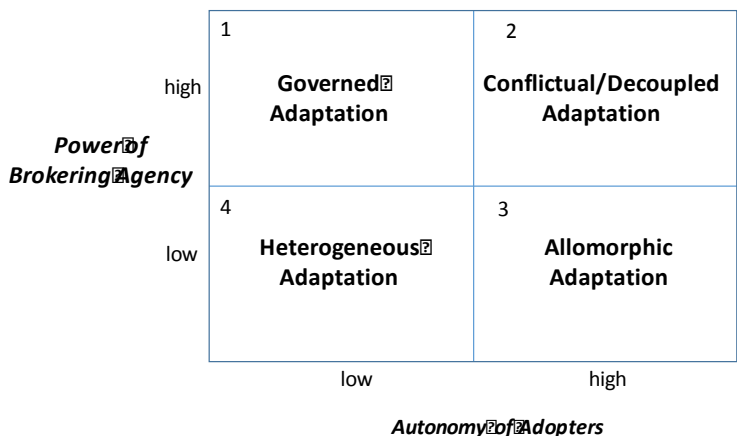 1
2
high
Governed⍰
Adaptation
Conflictual/Decoupled
Adaptation
Power⍰of
Brokering⍰Agency
4
3
low
Heterogeneous⍰
Adaptation
Allomorphic
Adaptation
low
high
Autonomy⍰of⍰Adopters